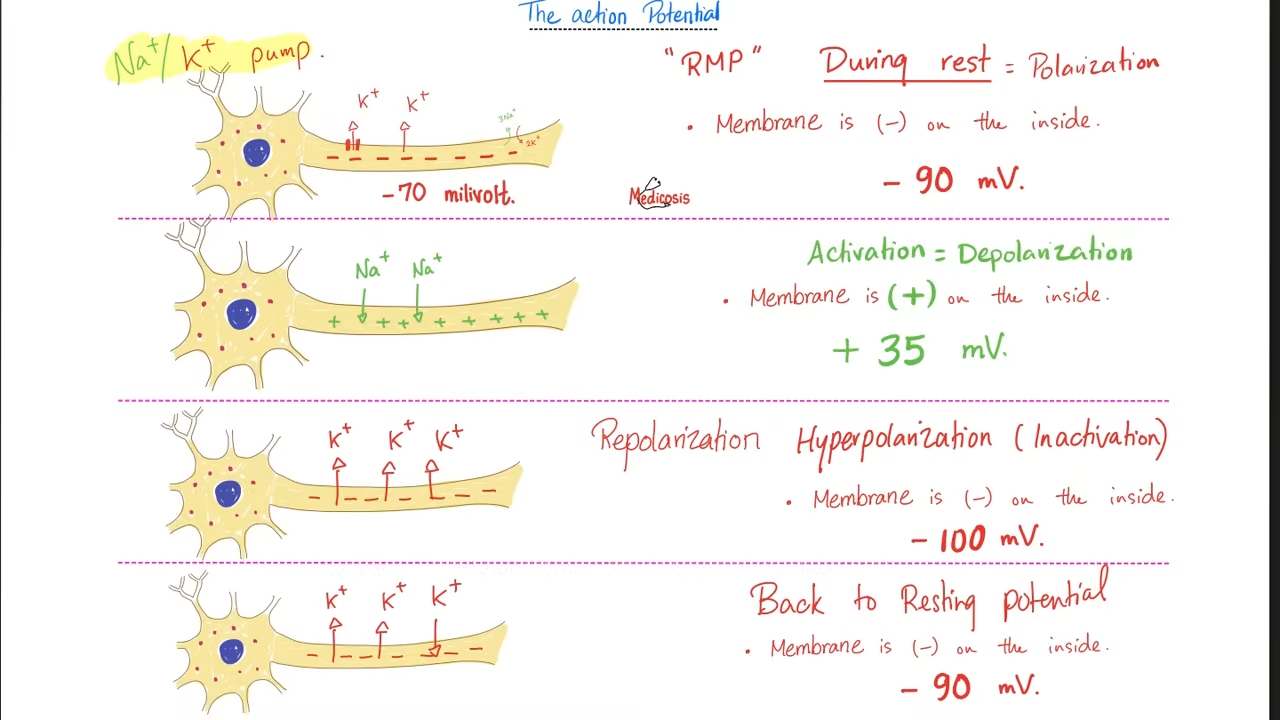 The action Potential
Na+/K+ pump.
K+ K+
3Na+
2K+
- 70 milivolt.
"RMP" During rest = Polarization
• Membrane is (-) on the inside.
- 90 mV.
Medicosis
Na+ Na+
+ + + + + + + +
Activation = Depolarization
• Membrane is (+) on the inside.
+ 35 mV.
K+ K+ K+
Repolarization Hyperpolarization (Inactivation)
• Membrane is (-) on the inside.
- 100 mV.
K+ K+ K+
Back to Resting potential
• Membrane is (-) on the inside.
- 90 mV.